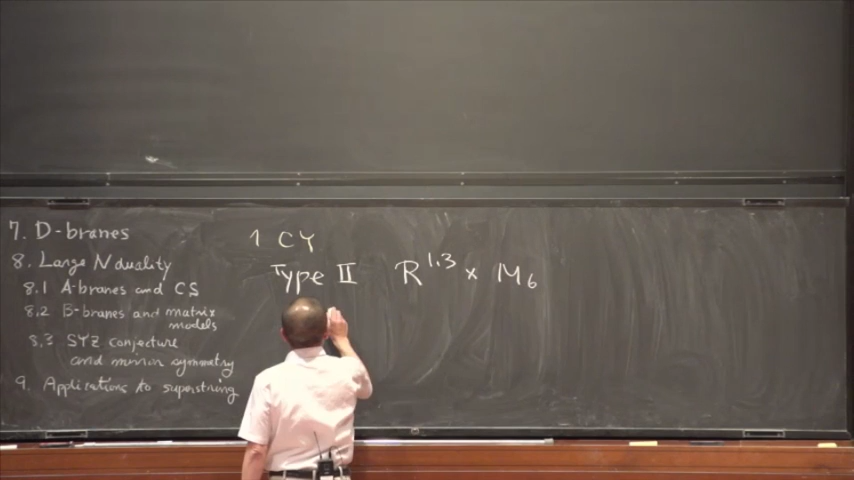 7. D-branes
8. Large N duality
8.1 A-branes and CS
8.2 B-branes and matrix
models
8.3 SYZ conjecture
and mirror symmetry
9. Applications to superstring
1 CY
Type II R^1,3 × M_6